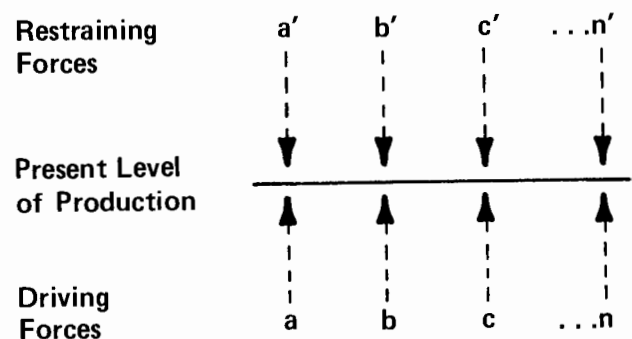 Restraining a′ b′ c′ ...n′
Forces
Present Level
of Production
Driving
Forces a b c ...n